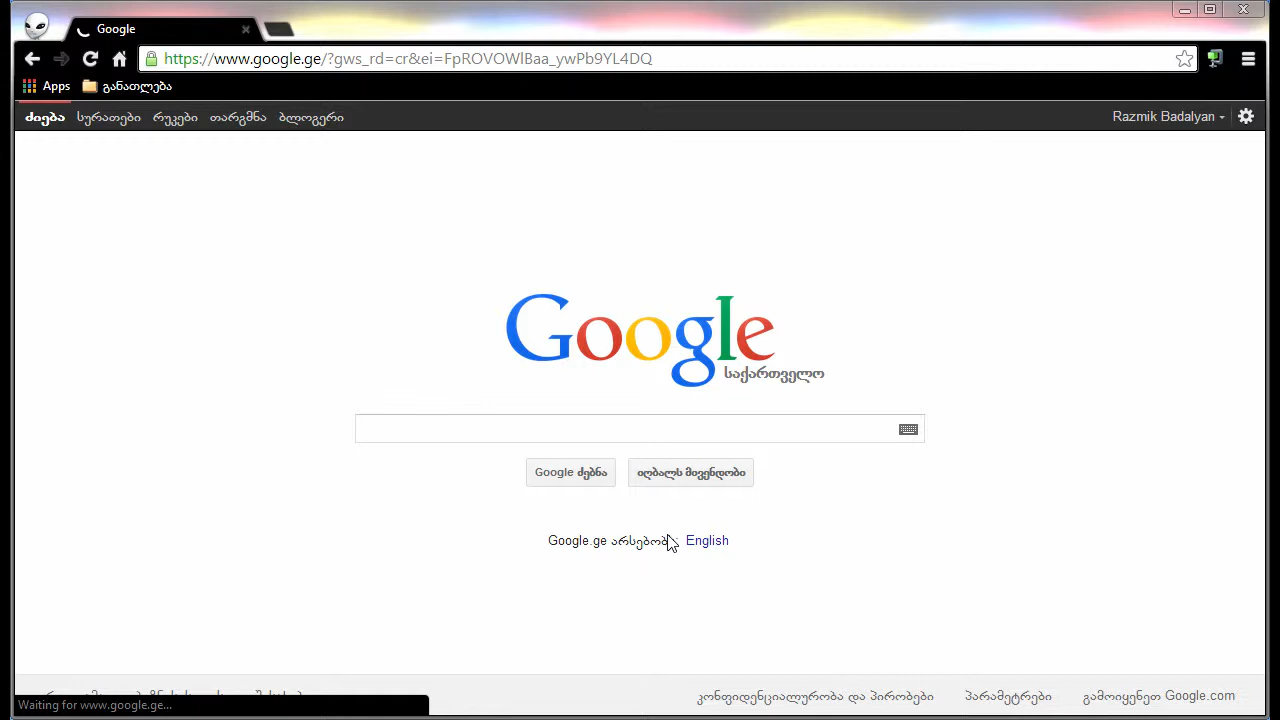 Google
https://www.google.ge/?gws_rd=cr&ei=FpROVOWlBaa_ywPb9YL4DQ
Apps განათლება
ძიება სურათები რუკები თარგმნა ბლოგერი Razmik Badalyan
Google
საქართველო
Google ძებნა იღბალს მივენდობი
Google.ge English
კონფიდენციალურობა და პირობები პარამეტრები გამოიყენეთ Google.com
Waiting for www.google.ge...